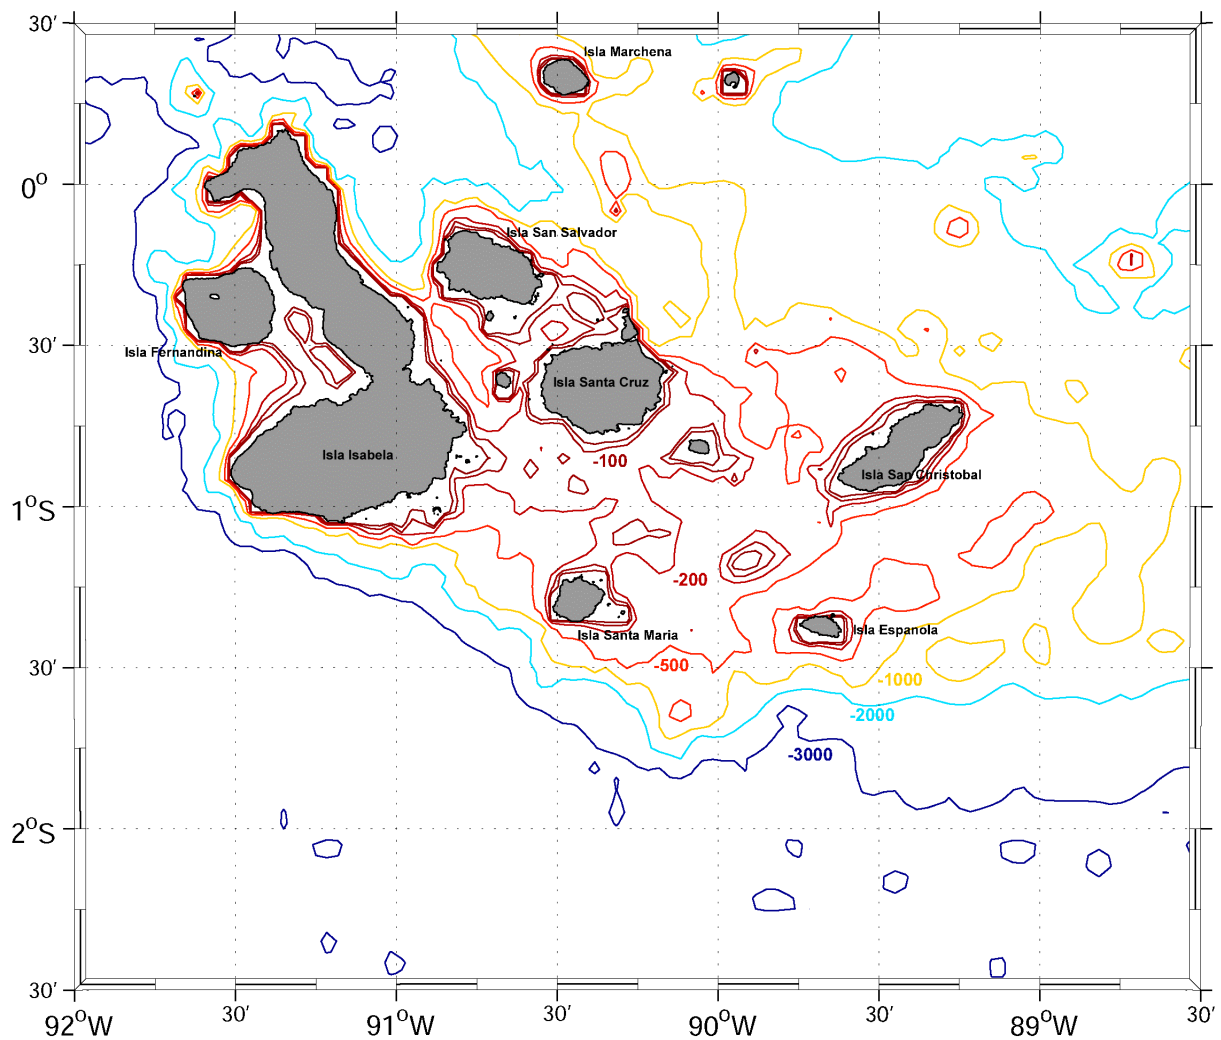 30′
Isla Marchena
0°
Isla San Salvador
30′
Isla Fernandina
Isla Santa Cruz
Isla Isabela
-100
Isla San Christobal
1°S
-200
Isla Santa Maria
Isla Espanola
30′
-500
-1000
-2000
-3000
2°S
30′
92°W
30′
91°W
30′
90°W
30′
89°W
30′